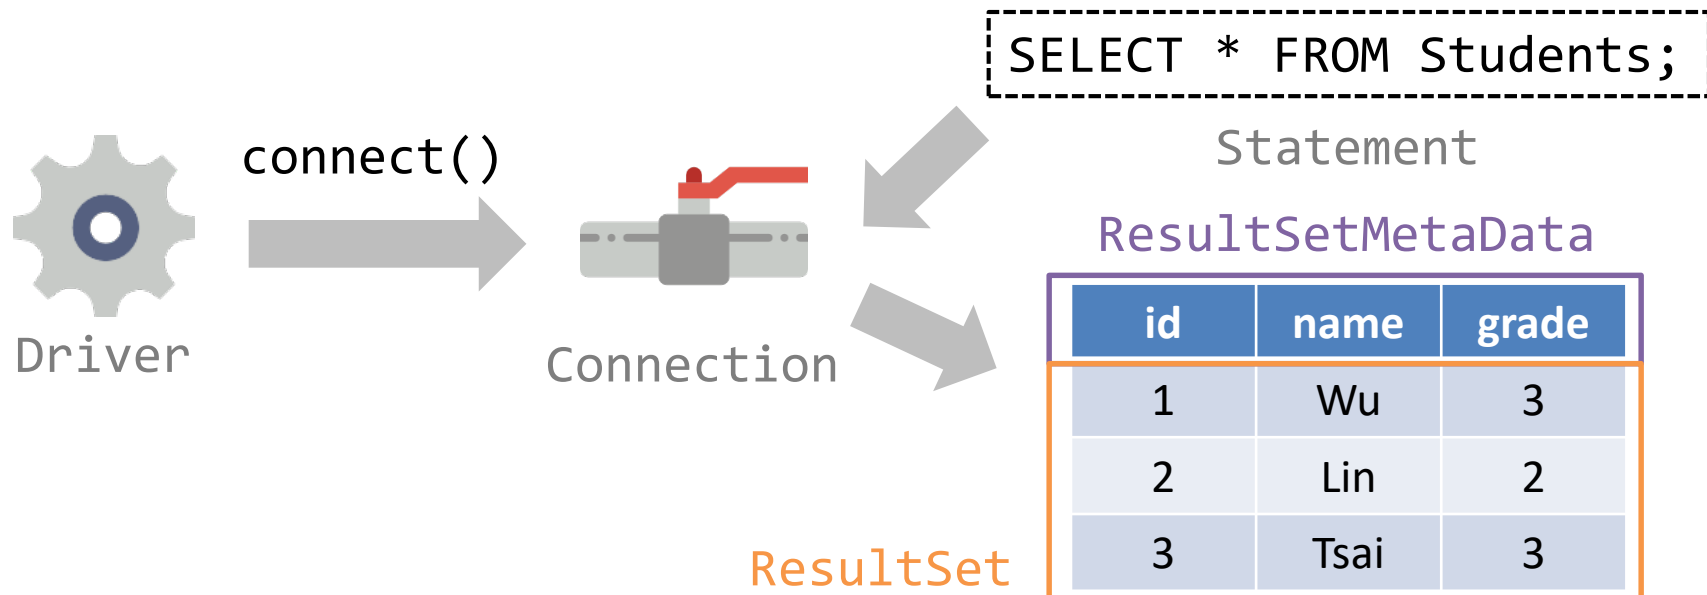 SELECT * FROM Students;
Statement
connect()
Driver
Connection
ResultSetMetaData
id name grade
1 Wu 3
2 Lin 2
3 Tsai 3
ResultSet